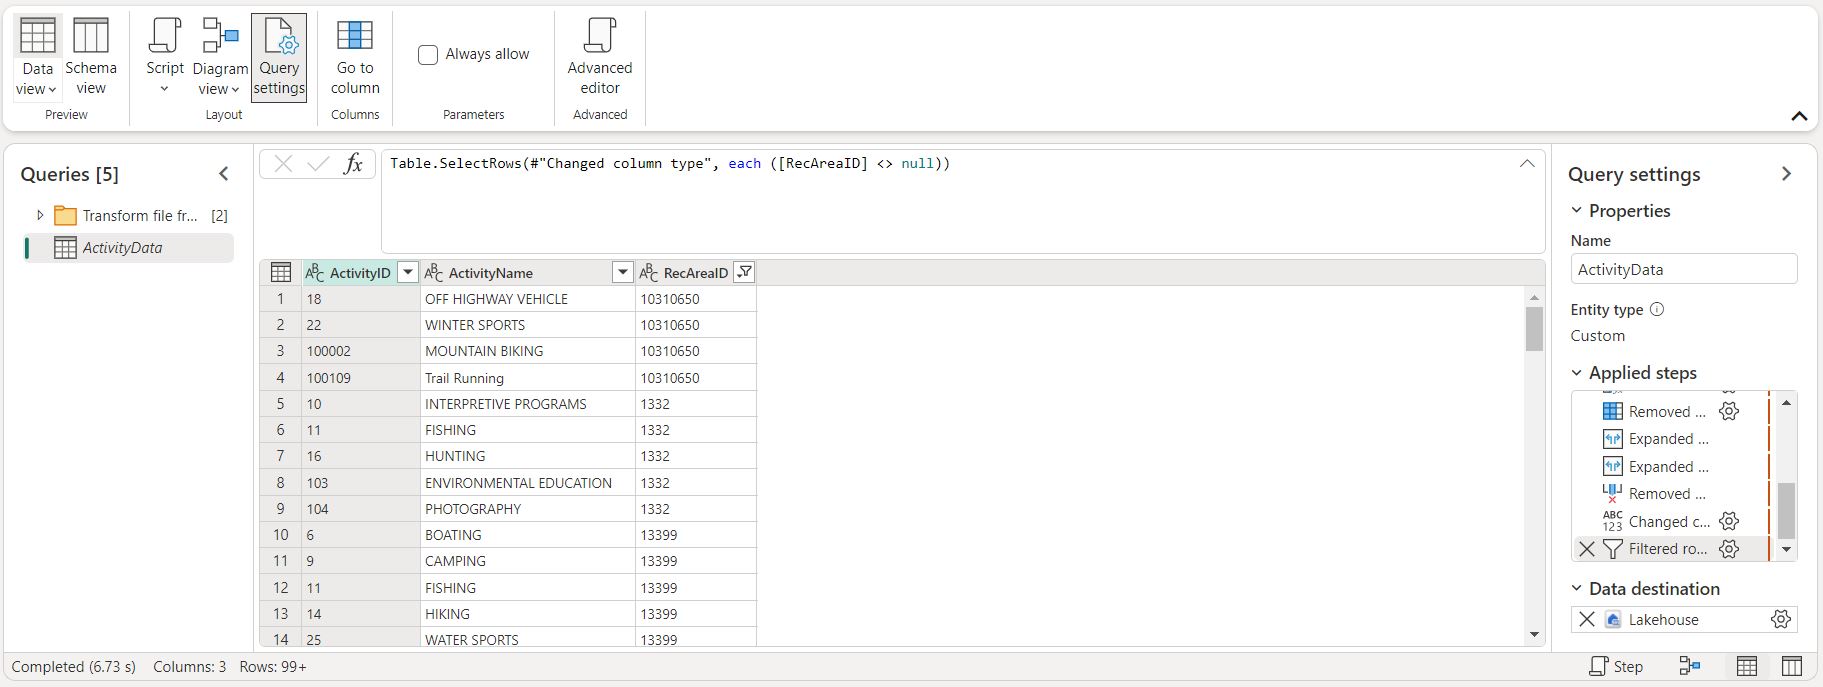 Data view
Schema view
Script
Diagram view
Query settings
Go to column
Always allow
Advanced editor
Preview
Layout
Columns
Parameters
Advanced
Queries [5]
Transform file fr... [2]
ActivityData
fx
Table.SelectRows(#"Changed column type", each ([RecAreaID] <> null))
ABC ActivityID ABC ActivityName ABC RecAreaID
1 18 OFF HIGHWAY VEHICLE 10310650
2 22 WINTER SPORTS 10310650
3 100002 MOUNTAIN BIKING 10310650
4 100109 Trail Running 10310650
5 10 INTERPRETIVE PROGRAMS 1332
6 11 FISHING 1332
7 16 HUNTING 1332
8 103 ENVIRONMENTAL EDUCATION 1332
9 104 PHOTOGRAPHY 1332
10 6 BOATING 13399
11 9 CAMPING 13399
12 11 FISHING 13399
13 14 HIKING 13399
14 25 WATER SPORTS 13399
Query settings
Properties
Name
ActivityData
Entity type
Custom
Applied steps
Removed ...
Expanded ...
Expanded ...
Removed ...
ABC 123 Changed c...
Filtered ro...
Data destination
Lakehouse
Completed (6.73 s) Columns: 3 Rows: 99+
Step